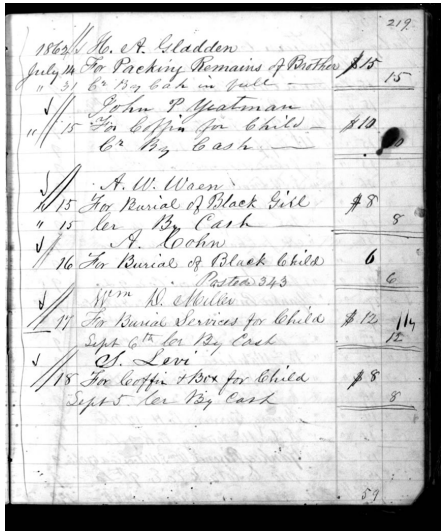 219.
1862 H. A. Gladden
July 14 For Packing Remains of Brother $15
" 31 Cr By Cash in full 15
John P Yeatman
" 15 For Coffin for Child $10
Cr By Cash
A. W. Waen
15 For Burial of Black Girl $8
" 15 Cr By Cash 8
A. Cohn
16 For Burial of Black Child 6
Posted 343 6
Wm D. Miller
17 For Burial Services for Child $12
Sept 6th Cr By Cash 12
S. Levi
18 For Coffin & Box for Child $8
Sept 5 Cr By Cash 8
59